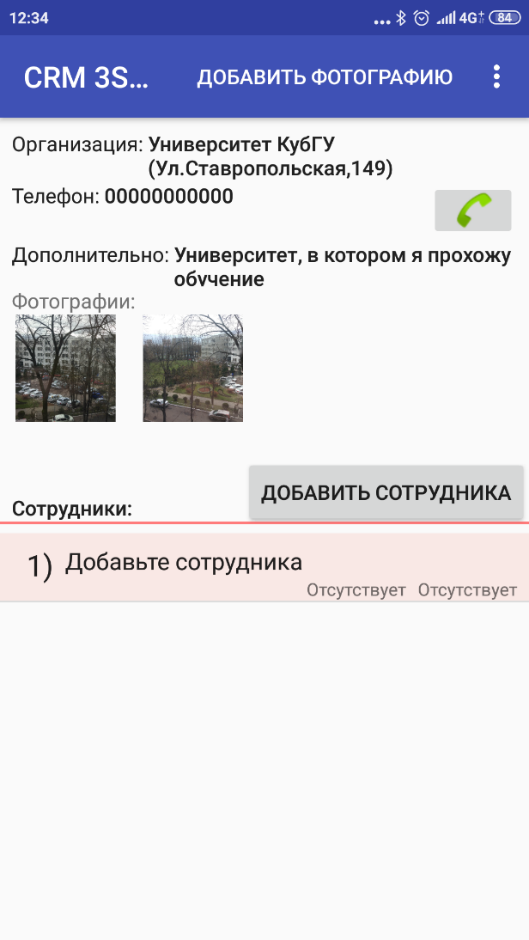 12:34
4G 84
CRM 3S... ДОБАВИТЬ ФОТОГРАФИЮ
Организация: Университет КубГУ
(Ул.Ставропольская,149)
Телефон: 00000000000
Дополнительно: Университет, в котором я прохожу
обучение
Фотографии:
ДОБАВИТЬ СОТРУДНИКА
Сотрудники:
1) Добавьте сотрудника
Отсутствует Отсутствует